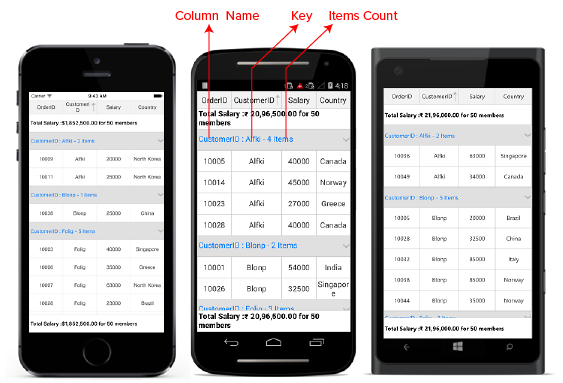 Column Name Key Items Count
Carrier 9:43 AM
OrderID CustomerID Salary Country
Total Salary :$1,852,500.00 for 50 members
CustomerID : Alfki - 2 Items
10009 Alfki 20000 North Korea
10011 Alfki 25000 North Korea
CustomerID : Blonp - 1 Items
10038 Blonp 25000 China
CustomerID : Folig - 5 Items
10003 Folig 40000 Singapore
10006 Folig 35000 Greece
10007 Folig 63000 North Korea
10026 Folig 23000 Brazil
Total Salary :$1,852,500.00 for 50 members
4:18
OrderID CustomerID Salary Country
Total Salary :₹ 20,96,500.00 for 50
members
CustomerID : Alfki - 4 Items
10005 Alfki 40000 Canada
10014 Alfki 45000 Norway
10023 Alfki 27000 Greece
10028 Alfki 40000 Canada
CustomerID : Blonp - 2 Items
10001 Blonp 54000 India
10026 Blonp 32500 Singapore
CustomerID : Folig - 3 Items
Total Salary :₹ 20,96,500.00 for 50
members
OrderID CustomerID Salary Country
Total Salary :₹ 21,96,000.00 for 50 members
CustomerID : Alfki - 2 Items
10036 Alfki 63000 Singapore
10049 Alfki 34000 Canada
CustomerID : Blonp - 5 Items
10005 Blonp 20000 Brazil
10028 Blonp 32500 China
10032 Blonp 85000 Italy
10038 Blonp 35000 Norway
10044 Blonp 35000 Norway
Total Salary :₹ 21,96,000.00 for 50 members